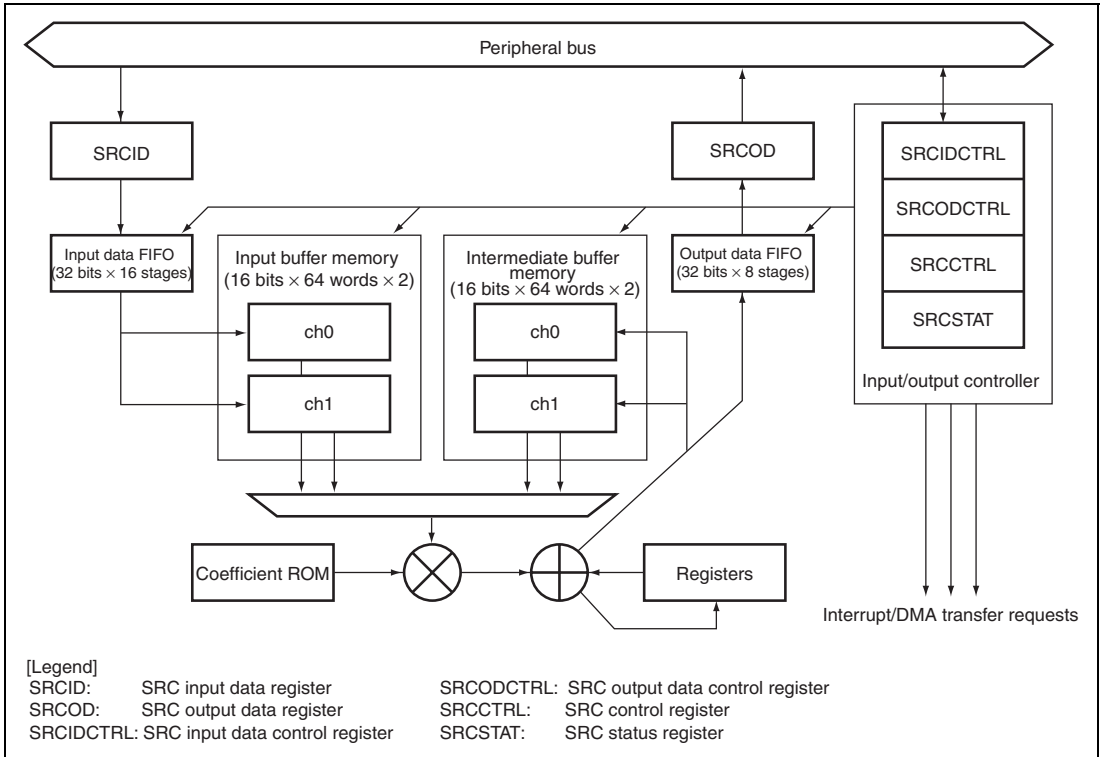 Peripheral bus
SRCID
SRCOD
SRCIDCTRL
SRCODCTRL
SRCCTRL
SRCSTAT
Input/output controller
Input data FIFO
(32 bits × 16 stages)
Input buffer memory
(16 bits × 64 words × 2)
ch0
ch1
Intermediate buffer
memory
(16 bits × 64 words × 2)
ch0
ch1
Output data FIFO
(32 bits × 8 stages)
Coefficient ROM
Registers
Interrupt/DMA transfer requests
[Legend]
SRCID: SRC input data register
SRCOD: SRC output data register
SRCIDCTRL: SRC input data control register
SRCODCTRL: SRC output data control register
SRCCTRL: SRC control register
SRCSTAT: SRC status register